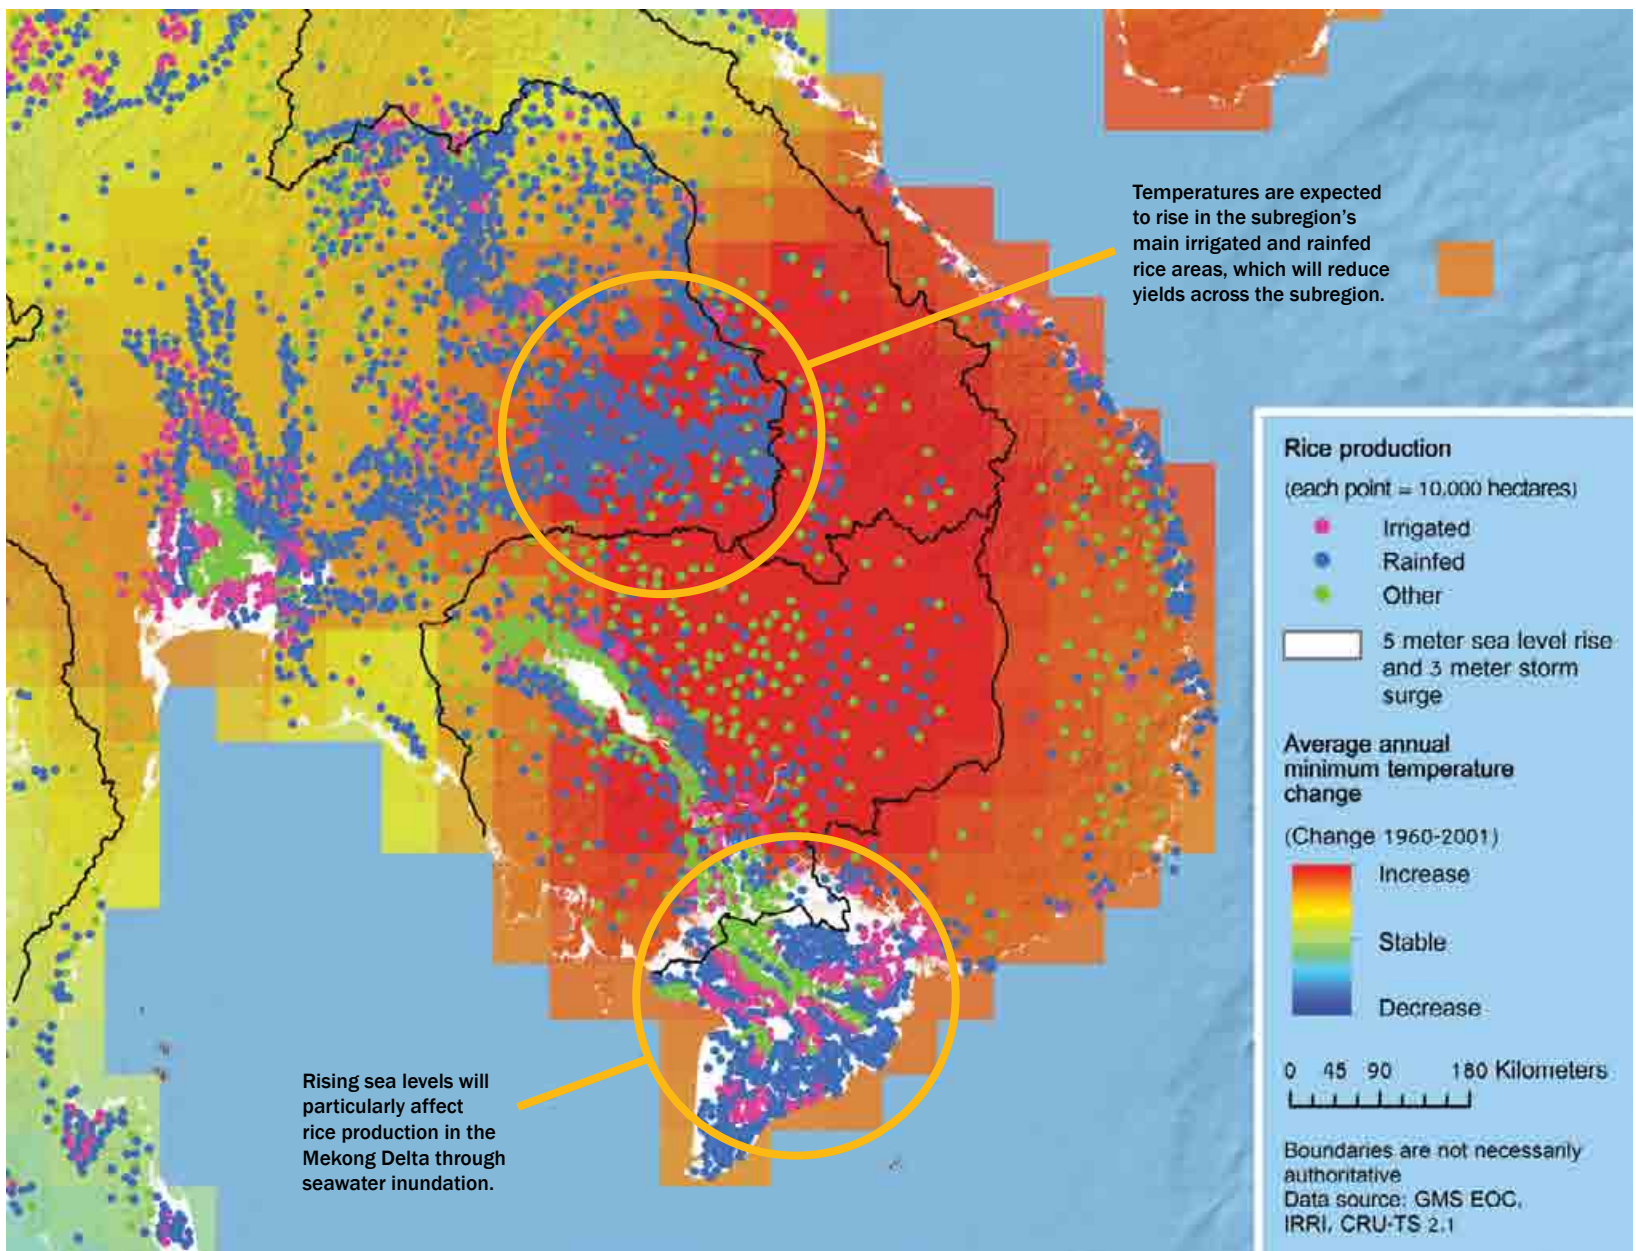 Temperatures are expected
to rise in the subregion's
main irrigated and rainfed
rice areas, which will reduce
yields across the subregion.
Rice production
(each point = 10,000 hectares)
Irrigated
Rainfed
Other
5 meter sea level rise
and 3 meter storm
surge
Average annual
minimum temperature
change
(Change 1960-2001)
Increase
Stable
Decrease
0 45 90 180 Kilometers
Boundaries are not necessarily
authoritative
Data source: GMS EOC,
IRRI, CRU-TS 2.1
Rising sea levels will
particularly affect
rice production in the
Mekong Delta through
seawater inundation.